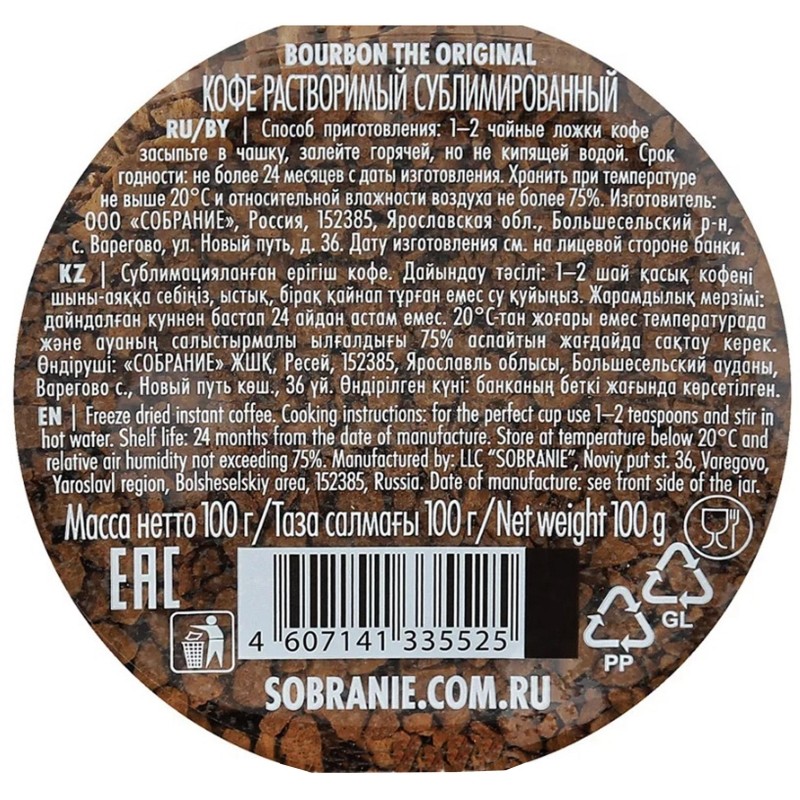 BOURBON THE ORIGINAL
КОФЕ РАСТВОРИМЫЙ СУБЛИМИРОВАННЫЙ
RU/BY | Способ приготовления: 1–2 чайные ложки кофе
засыпьте в чашку, залейте горячей, но не кипящей водой. Срок
годности: не более 24 месяцев с даты изготовления. Хранить при температуре
не выше 20°С и относительной влажности воздуха не более 75%. Изготовитель:
ООО «СОБРАНИЕ», Россия, 152385, Ярославская обл., Большесельский р-н,
с. Варегово, ул. Новый путь, д. 36. Дату изготовления см. на лицевой стороне банки.
KZ | Сублимацияланған ерігіш кофе. Дайындау тәсілі: 1–2 шай қасық кофені
шыны-аяққа себіңіз, ыстық, бірақ қайнап тұрған емес су қуйыңыз. Жарамдылық мерзімі:
дайндалған куннен бастап 24 айдан астам емес. 20°С-тан жоғары емес температурада
және ауаның салыстырмалы ылғалдығы 75% аспайтын жағдайда сақтау керек.
Өндіруші: «СОБРАНИЕ» ЖШҚ, Ресей, 152385, Ярославль облысы, Большесельский ауданы,
Варегово с., Новый путь көш., 36 үй. Өндірілген күні: банканың беткі жағында көрсетілген.
EN | Freeze dried instant coffee. Cooking instructions: for the perfect cup use 1–2 teaspoons and stir in
hot water. Shelf life: 24 months from the date of manufacture. Store at temperature below 20°C and
relative air humidity not exceeding 75%. Manufactured by: LLC "SOBRANIE", Noviy put st. 36, Varegovo,
Yaroslavl region, Bolsheselskiy area, 152385, Russia. Date of manufacture: see front side of the jar.
Масса нетто 100 г/Таза салмағы 100 г/Net weight 100 g
EAC
4 607141 335525
PP
GL
SOBRANIE.COM.RU